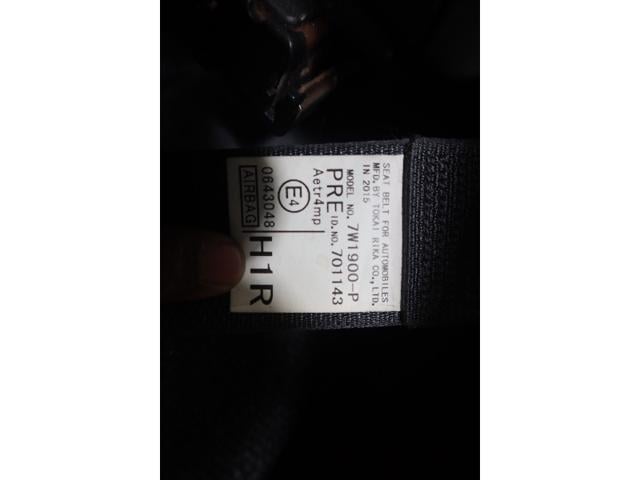 SEAT BELT FOR AUTOMOBILES
MFD. BY TOKAI RIKA CO., LTD.
IN 2015
MODEL NO. 7W1900-P
PRE ID.NO. 701143
Aetr4mp
E4
0643048
AIRBAG
H1R